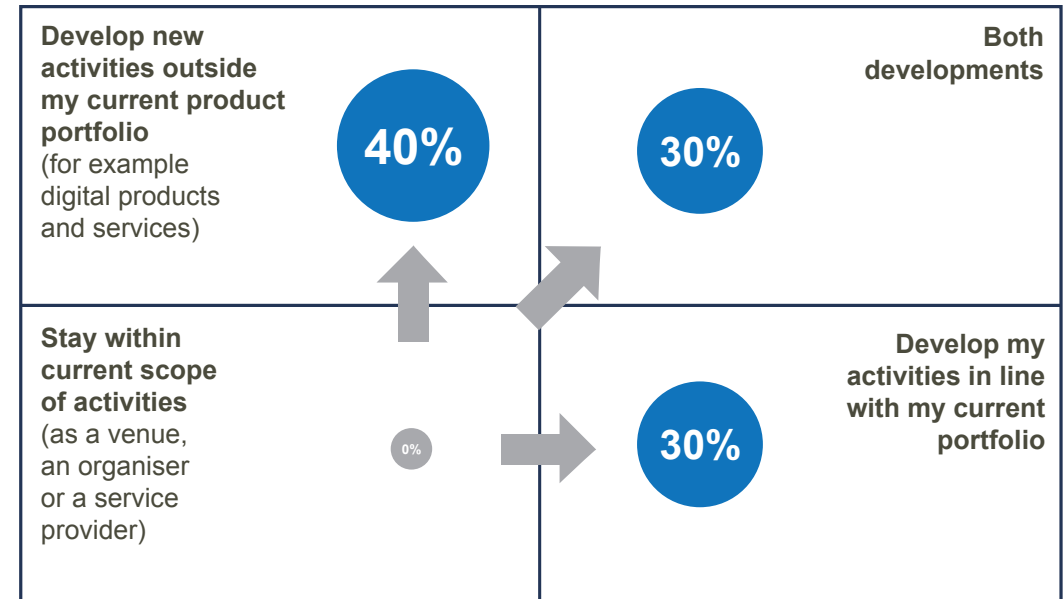 Develop new
activities outside
my current product
portfolio
(for example
digital products
and services)
40%
Both
developments
30%
Stay within
current scope
of activities
(as a venue,
an organiser
or a service
provider)
0%
Develop my
activities in line
with my current
portfolio
30%